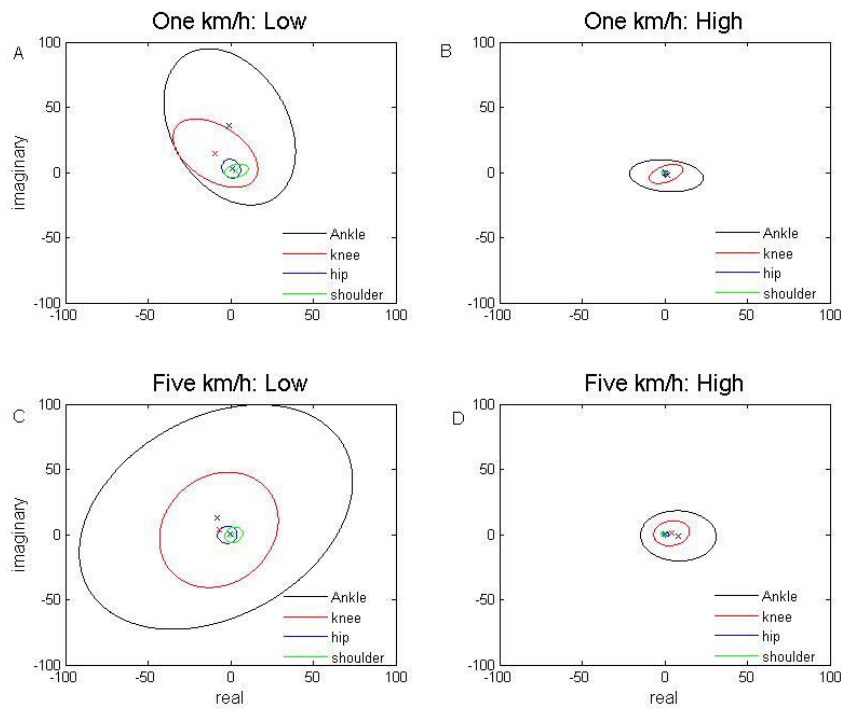 One km/h: Low
A
100
50
0
-50
-100
imaginary
Ankle
knee
hip
shoulder
-100
-50
0
50
100
One km/h: High
B
100
50
0
-50
-100
Ankle
knee
hip
shoulder
-100
-50
0
50
100
Five km/h: Low
C
100
50
0
-50
-100
imaginary
Ankle
knee
hip
shoulder
-100
-50
0
50
100
real
Five km/h: High
D
100
50
0
-50
-100
Ankle
knee
hip
shoulder
-100
-50
0
50
100
real